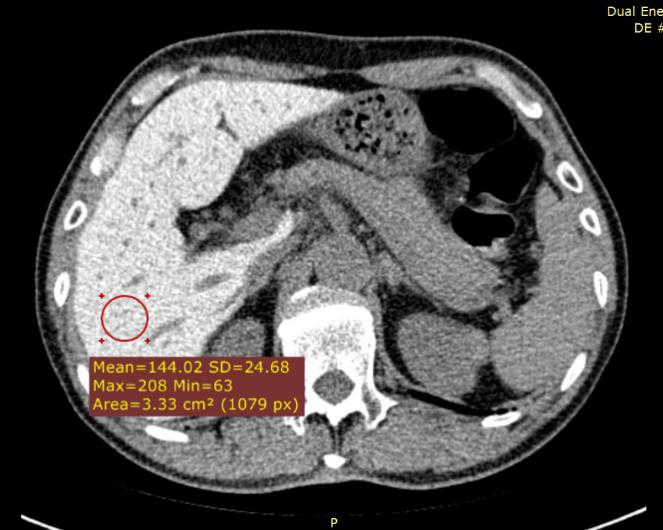 Dual Ene
DE #
Mean=144.02 SD=24.68
Max=208 Min=63
Area=3.33 cm² (1079 px)
P